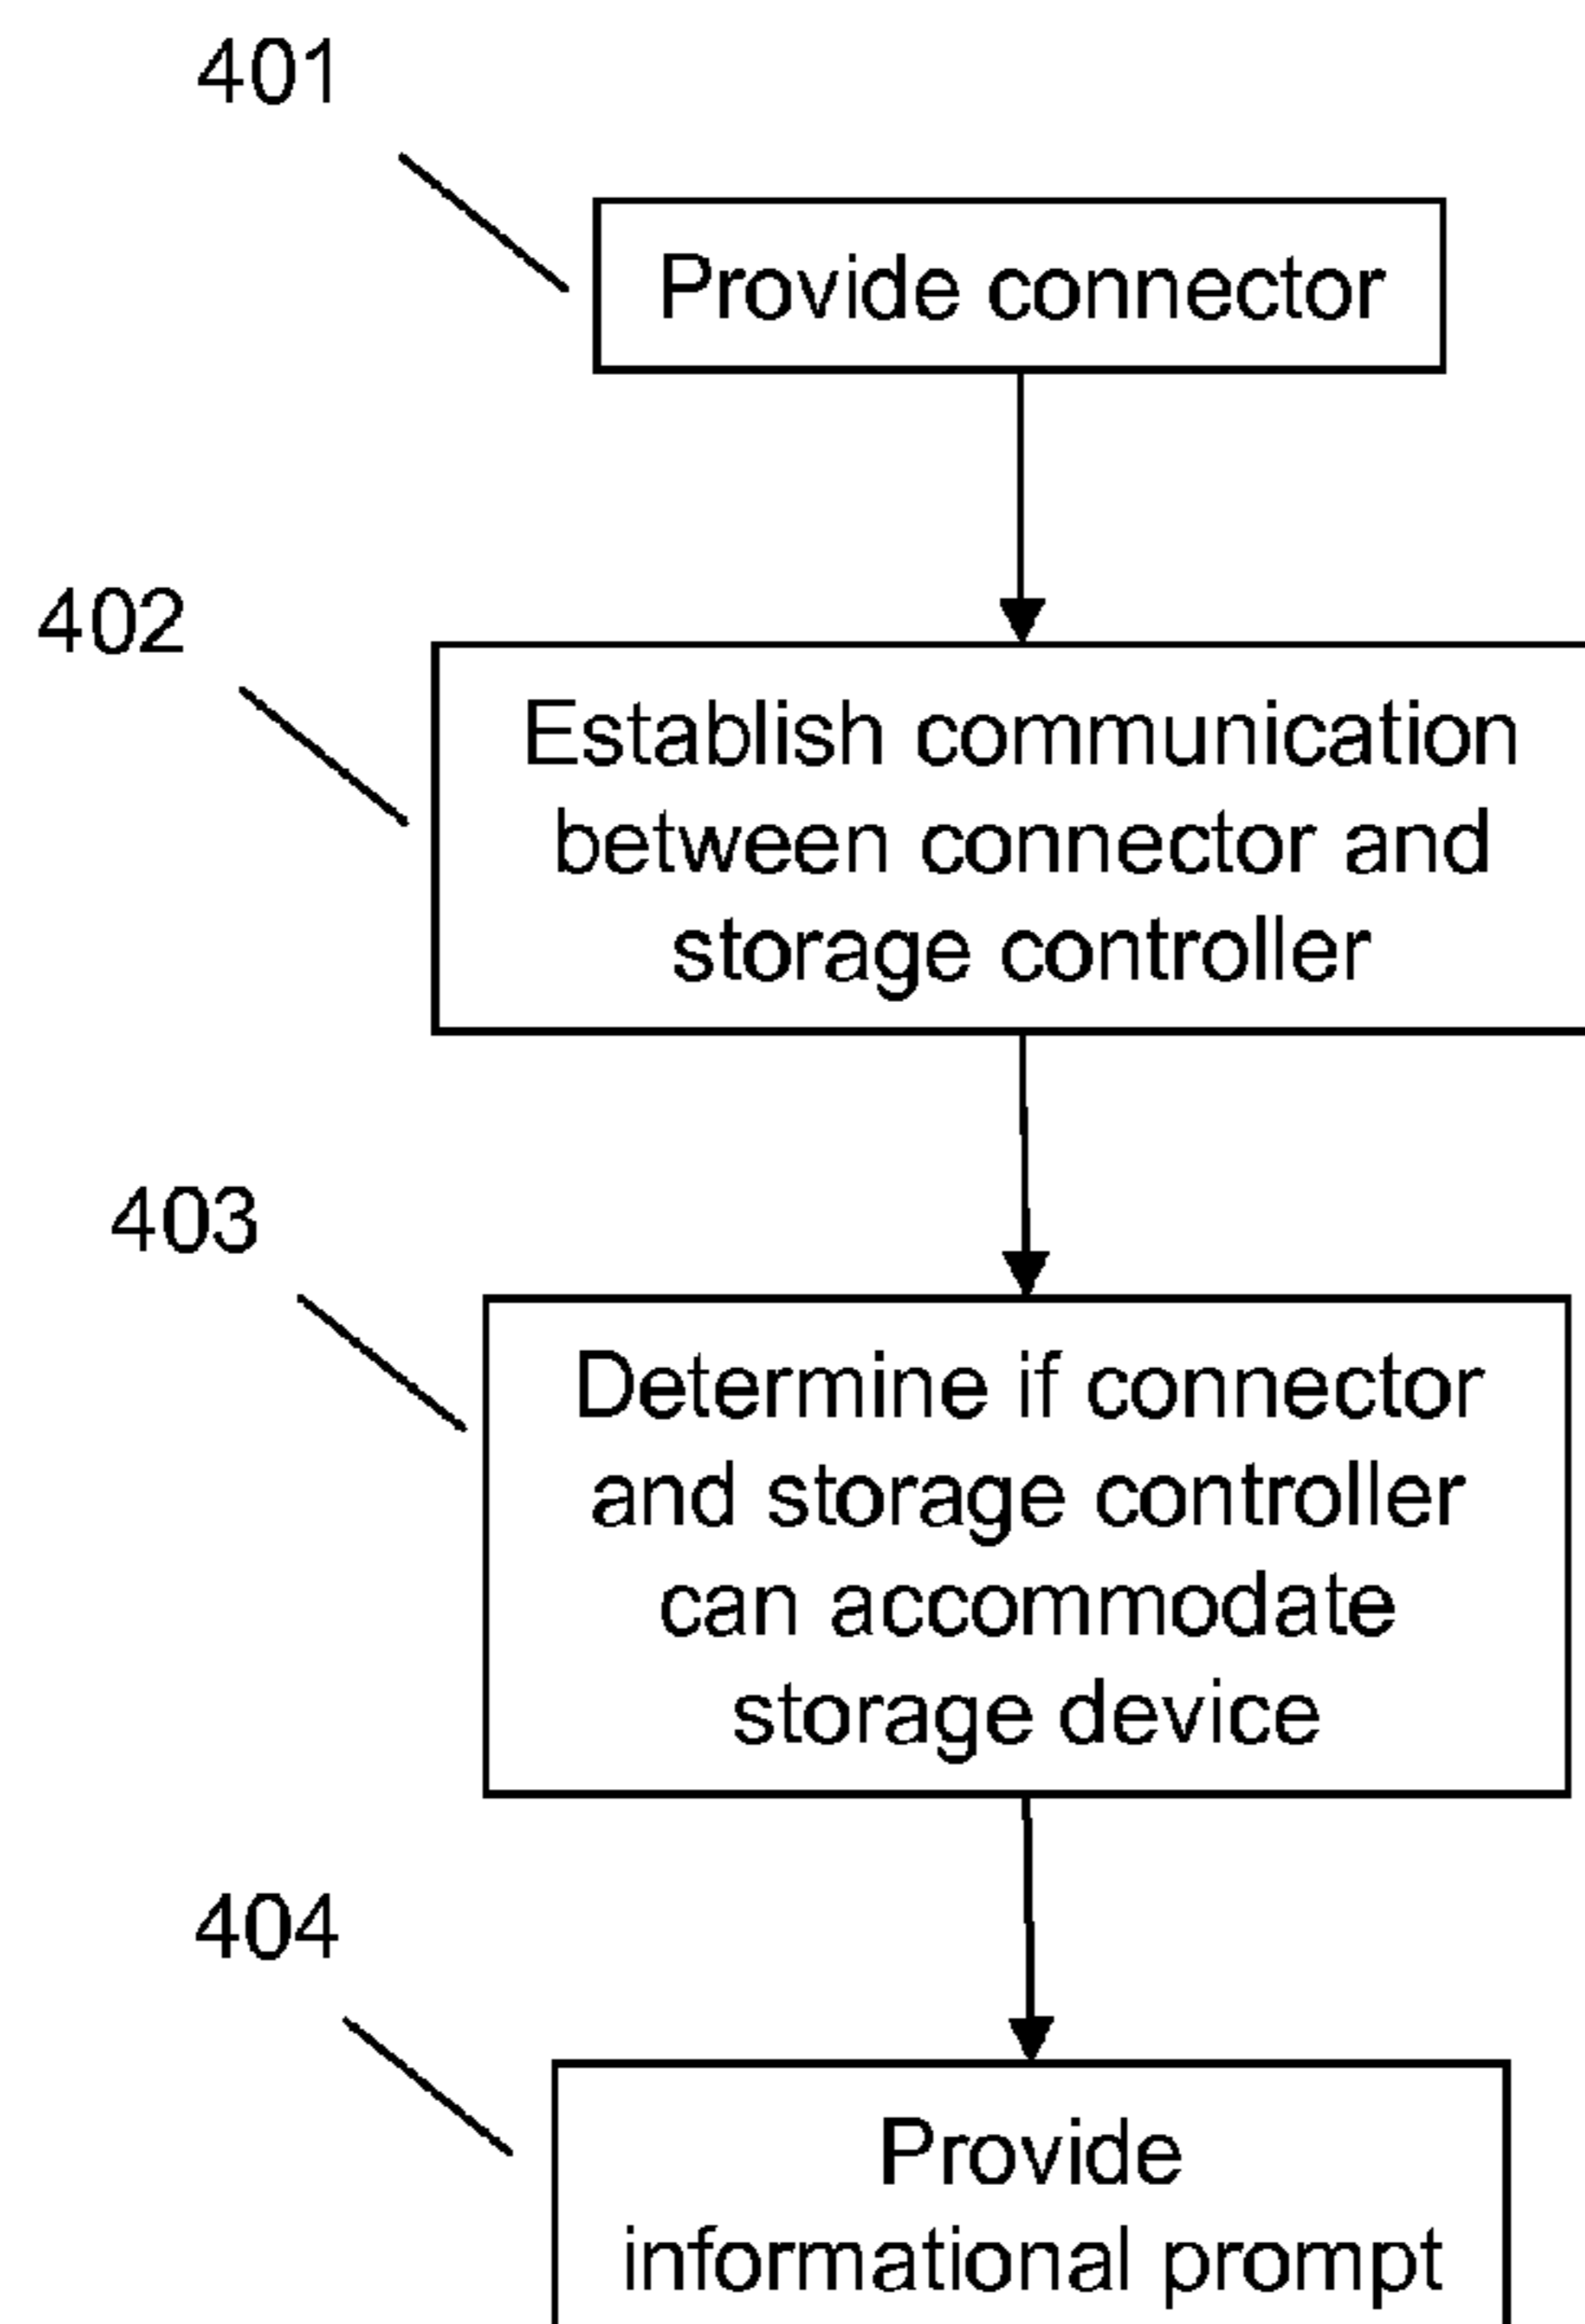 401
Provide connector
402
Establish communication
between connector and
storage controller
403
Determine if connector
and storage controller
can accommodate
storage device
404
Provide
informational prompt